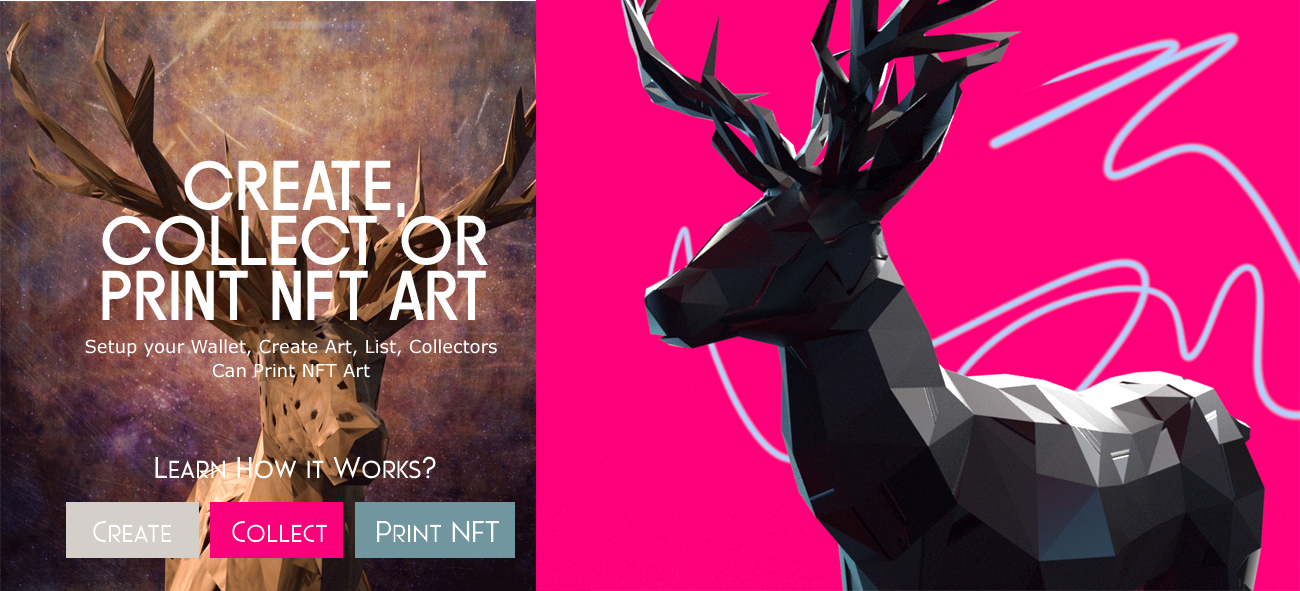 CREATE,
COLLECT OR
PRINT NFT ART
Setup your Wallet, Create Art, List, Collectors
Can Print NFT Art
Learn How it Works?
Create
Collect
Print NFT